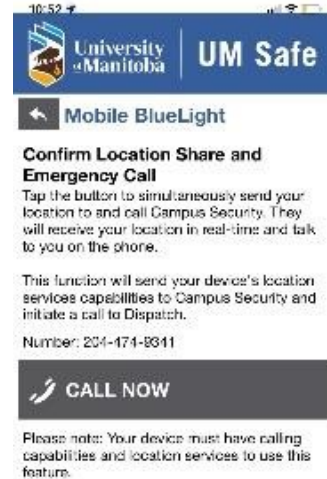 10:52
University
of Manitoba
UM Safe
Mobile BlueLight
Confirm Location Share and
Emergency Call
Tap the button to simultaneously send your
location to and call Campus Security. They
will receive your location in real-time and talk
to you on the phone.
This function will send your device's location
services capabilities to Campus Security and
initiate a call to Dispatch.
Number: 204-474-9341
CALL NOW
Please note: Your device must have calling
capabilities and location services to use this
feature.